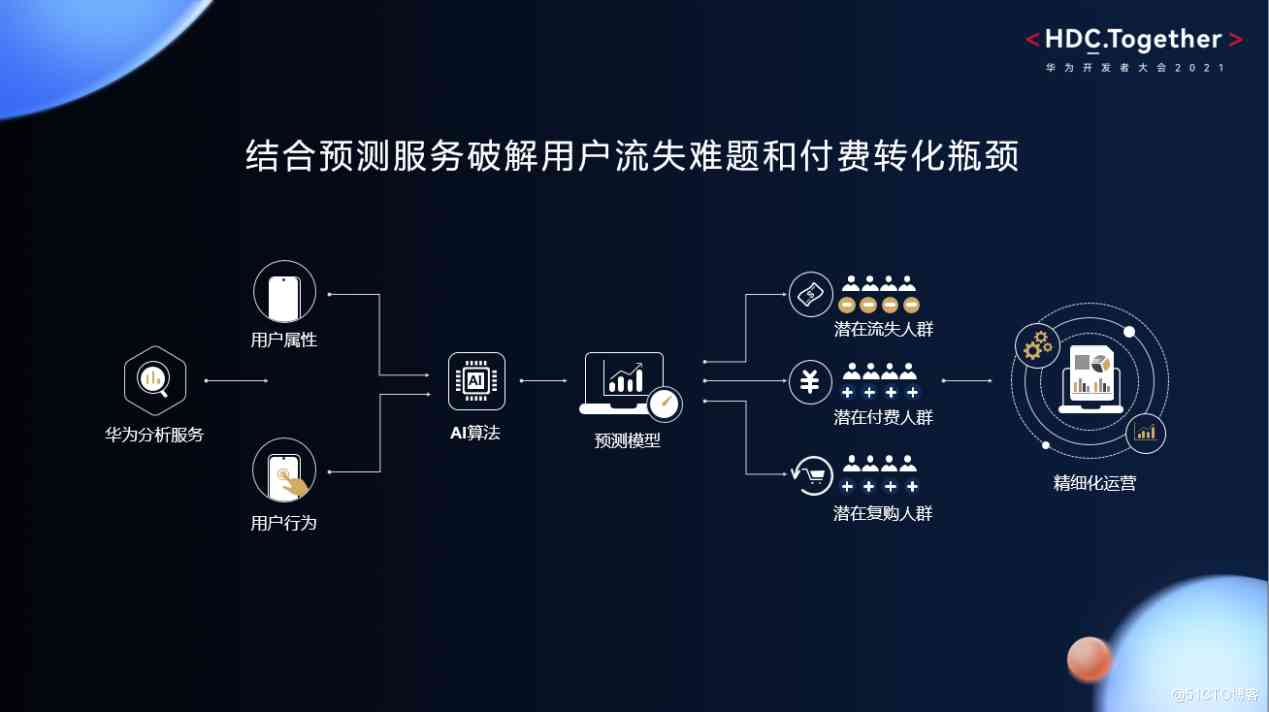 <HDC.Together>
华为开发者大会2021
结合预测服务破解用户流失难题和付费转化瓶颈
华为分析服务
用户属性
用户行为
AI
AI算法
预测模型
潜在流失人群
¥
潜在付费人群
潜在复购人群
精细化运营
@51CTO博客